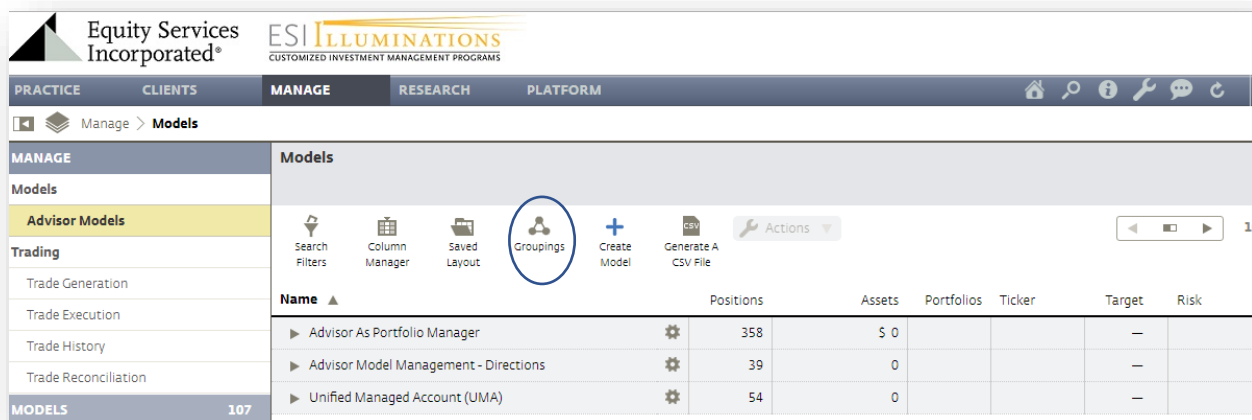 Equity Services
Incorporated®
ESI ILLUMINATIONS
CUSTOMIZED INVESTMENT MANAGEMENT PROGRAMS
PRACTICE CLIENTS MANAGE RESEARCH PLATFORM
Manage > Models
MANAGE
Models
Models
Advisor Models
Trading
Trade Generation
Trade Execution
Trade History
Trade Reconciliation
MODELS 107
Search Filters
Column Manager
Saved Layout
Groupings
Create Model
CSV
Generate A CSV File
Actions
1
Name Positions Assets Portfolios Ticker Target Risk
Advisor As Portfolio Manager 358 $ 0 —
Advisor Model Management - Directions 39 0 —
Unified Managed Account (UMA) 54 0 —